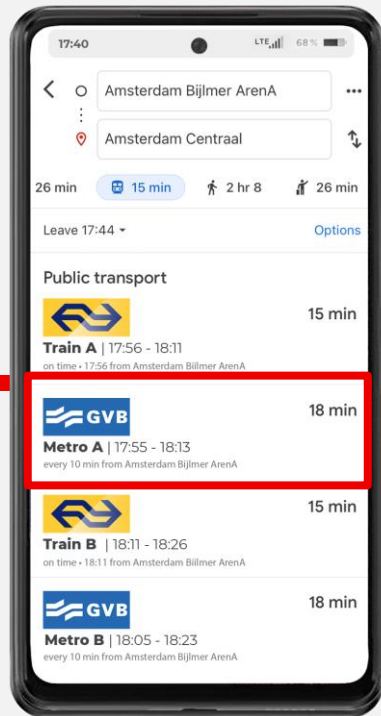 17:40
LTE 68%
Amsterdam Bijlmer ArenA
Amsterdam Centraal
26 min 15 min 2 hr 8 26 min
Leave 17:44 Options
Public transport
15 min
Train A | 17:56 - 18:11
on time • 17:56 from Amsterdam Biilmer ArenA
GVB 18 min
Metro A | 17:55 - 18:13
every 10 min from Amsterdam Bijlmer ArenA
15 min
Train B | 18:11 - 18:26
on time • 18:11 from Amsterdam Biilmer ArenA
GVB 18 min
Metro B | 18:05 - 18:23
every 10 min from Amsterdam Bijlmer ArenA